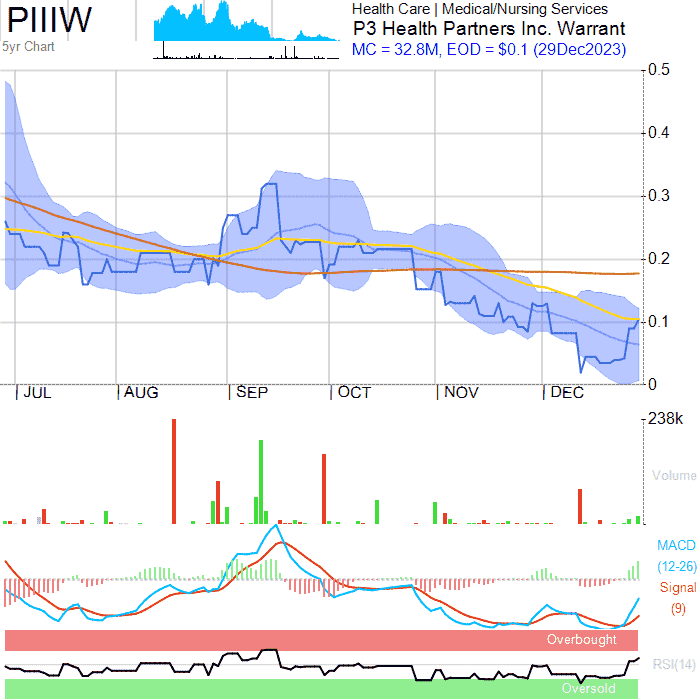 PIIIW
5yr Chart
Health Care | Medical/Nursing Services
P3 Health Partners Inc. Warrant
MC = 32.8M, EOD = $0.1 (29Dec2023)
0.5
0.4
0.3
0.2
0.1
0
JUL AUG SEP OCT NOV DEC
238k
Volume
MACD
(12-26)
Signal
(9)
Overbought
RSI(14)
Oversold